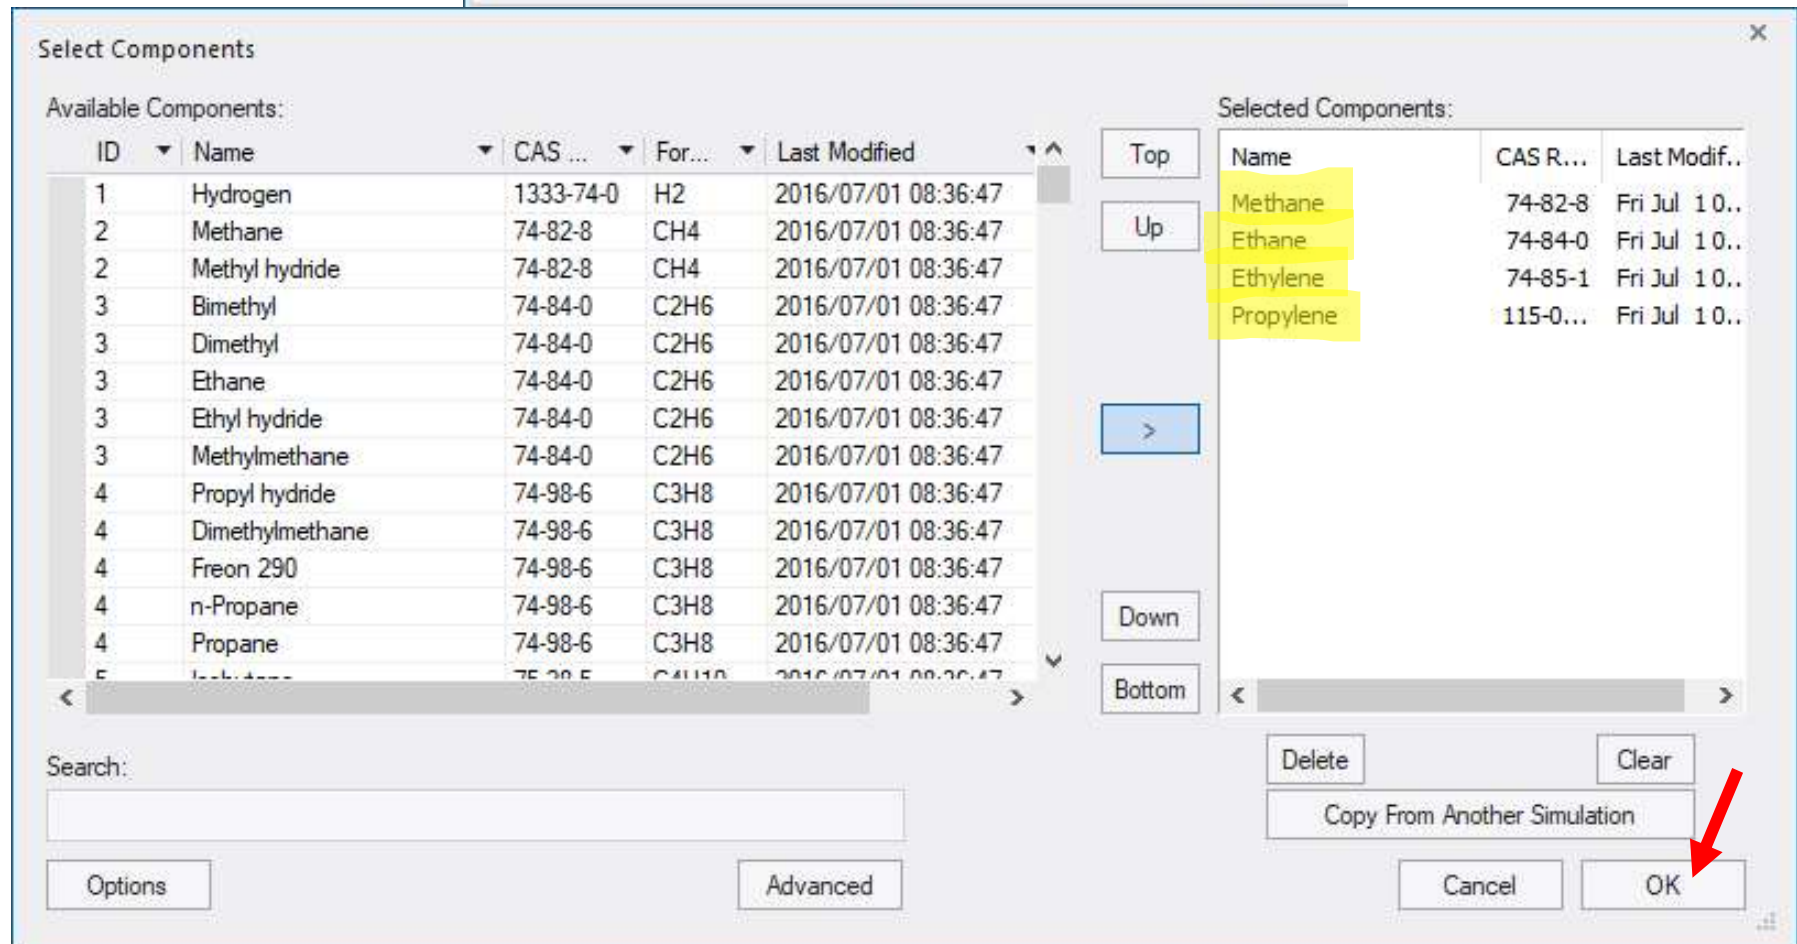 Select Components
Available Components:
ID Name CAS ... For... Last Modified
1 Hydrogen 1333-74-0 H2 2016/07/01 08:36:47
2 Methane 74-82-8 CH4 2016/07/01 08:36:47
2 Methyl hydride 74-82-8 CH4 2016/07/01 08:36:47
3 Bimethyl 74-84-0 C2H6 2016/07/01 08:36:47
3 Dimethyl 74-84-0 C2H6 2016/07/01 08:36:47
3 Ethane 74-84-0 C2H6 2016/07/01 08:36:47
3 Ethyl hydride 74-84-0 C2H6 2016/07/01 08:36:47
3 Methylmethane 74-84-0 C2H6 2016/07/01 08:36:47
4 Propyl hydride 74-98-6 C3H8 2016/07/01 08:36:47
4 Dimethylmethane 74-98-6 C3H8 2016/07/01 08:36:47
4 Freon 290 74-98-6 C3H8 2016/07/01 08:36:47
4 n-Propane 74-98-6 C3H8 2016/07/01 08:36:47
4 Propane 74-98-6 C3H8 2016/07/01 08:36:47
Top
Up
>
Down
Bottom
Selected Components:
Name CAS R... Last Modif..
Methane 74-82-8 Fri Jul 1 0..
Ethane 74-84-0 Fri Jul 1 0..
Ethylene 74-85-1 Fri Jul 1 0..
Propylene 115-0... Fri Jul 1 0..
Delete Clear
Copy From Another Simulation
Search:
Options Advanced Cancel OK